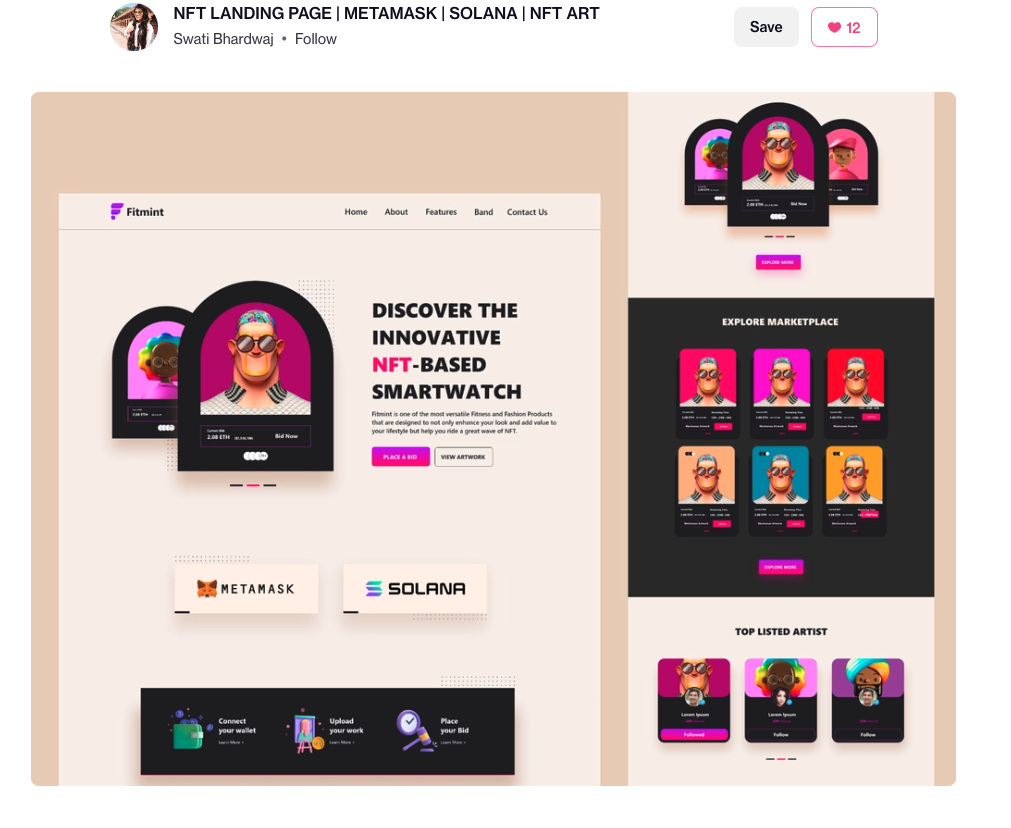 NFT LANDING PAGE | METAMASK | SOLANA | NFT ART
Swati Bhardwaj • Follow
Save
12
Fitmint
Home About Features Band Contact Us
DISCOVER THE
INNOVATIVE
NFT-BASED
SMARTWATCH
Fitmint is one of the most versatile Fitness and Fashion Products
that are designed to not only enhance your look and add value to
your lifestyle but help you ride a great wave of NFT.
PLACE A BID
VIEW ARTWORK
2.08 ETH
Bid Now
METAMASK
SOLANA
Connect
your wallet
Learn More >
Upload
your work
Learn More >
Place
your Bid
Learn More >
2.08 ETH
Bid Now
EXPLORE MORE
EXPLORE MARKETPLACE
EXPLORE MORE
TOP LISTED ARTIST
Lorem Ipsum
Followed
Lorem Ipsum
Follow
Lorem Ipsum
Follow